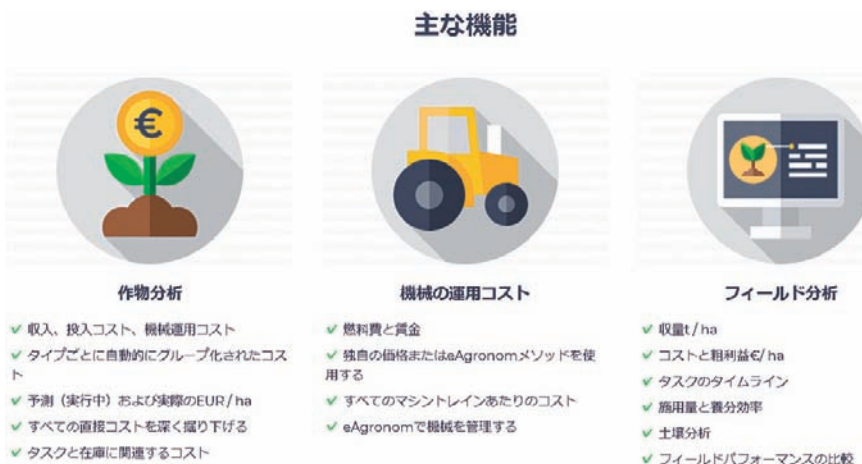 主な機能
€
作物分析
✓ 収入、投入コスト、機械運用コスト
✓ タイプごとに自動的にグループ化されたコス
ト
✓ 予測（実行中）および実際のEUR/ha
✓ すべての直接コストを深く掘り下げる
✓ タスクと在庫に関連するコスト
機械の運用コスト
✓ 燃料費と賃金
✓ 独自の価格またはeAgronomメソッドを使
用する
✓ すべてのマシントレインあたりのコスト
✓ eAgronomで機械を管理する
フィールド分析
✓ 収量t/ha
✓ コストと粗利益€/ha
✓ タスクのタイムライン
✓ 施用量と養分効率
✓ 土壌分析
✓ フィールドパフォーマンスの比較